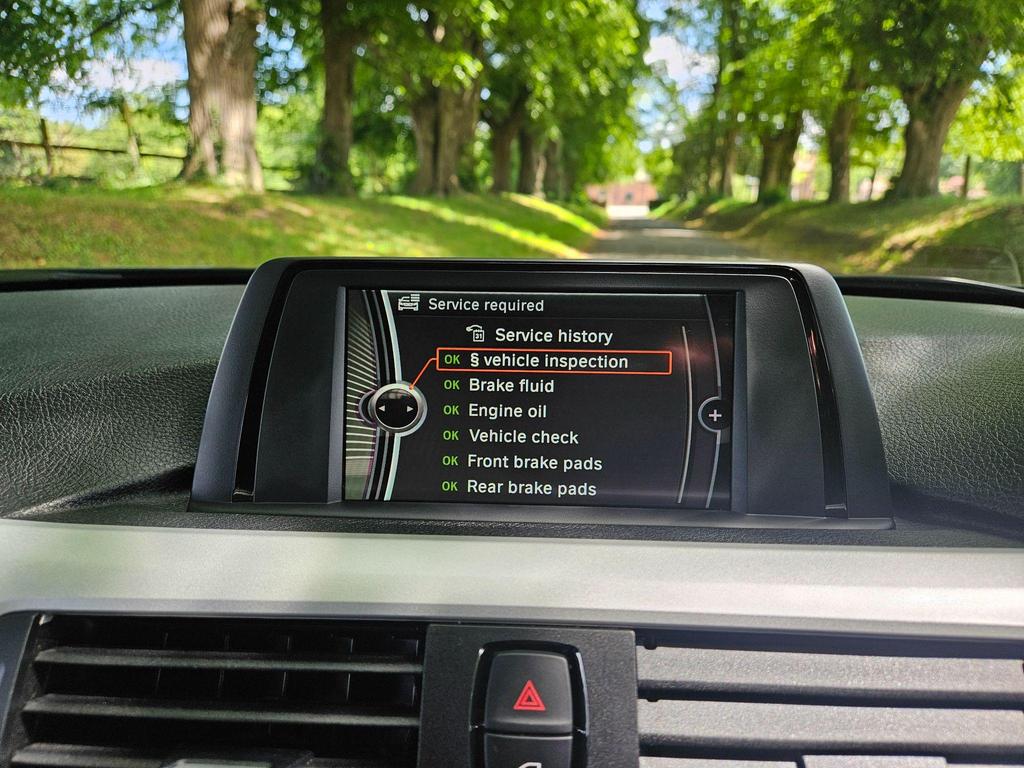 Service required
31 Service history
OK § vehicle inspection
OK Brake fluid
OK Engine oil
OK Vehicle check
OK Front brake pads
OK Rear brake pads
+